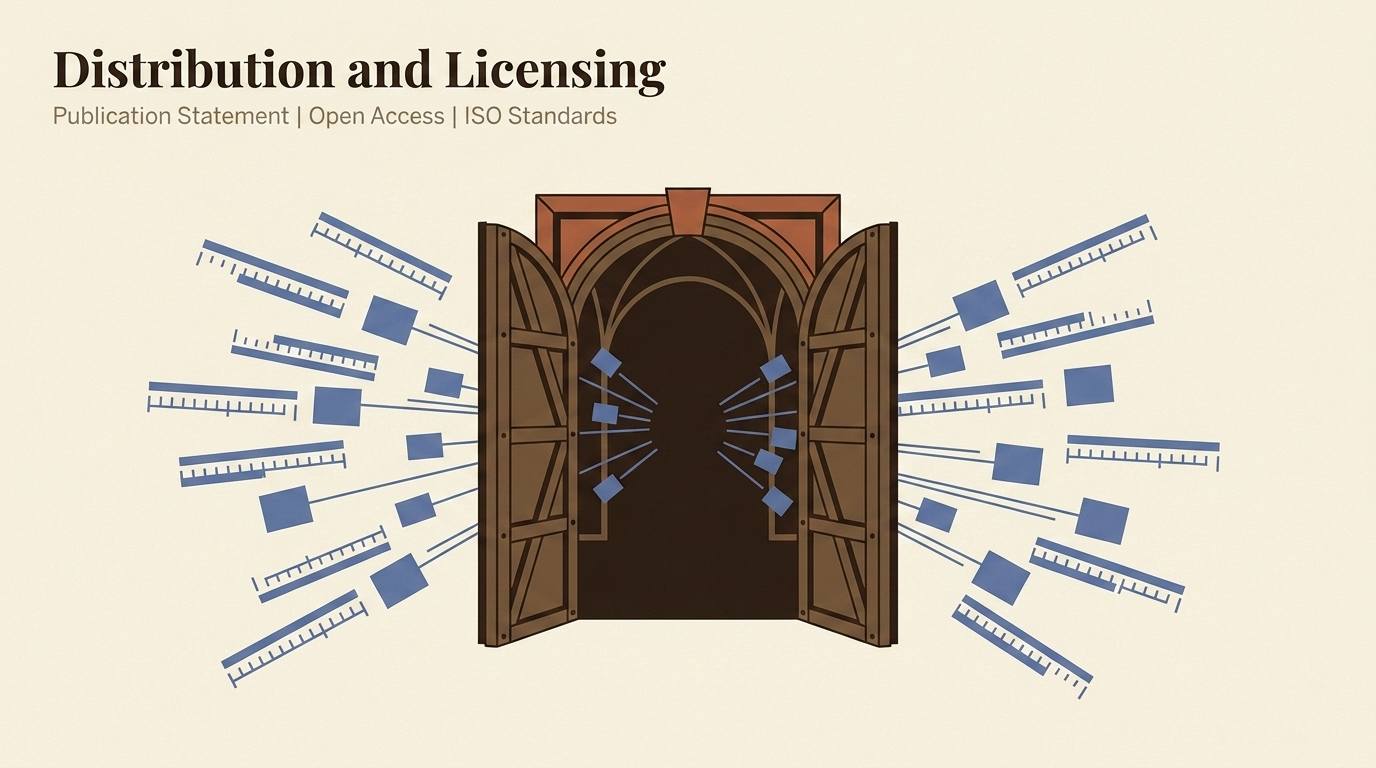 Distribution and Licensing
Publication Statement | Open Access | ISO Standards